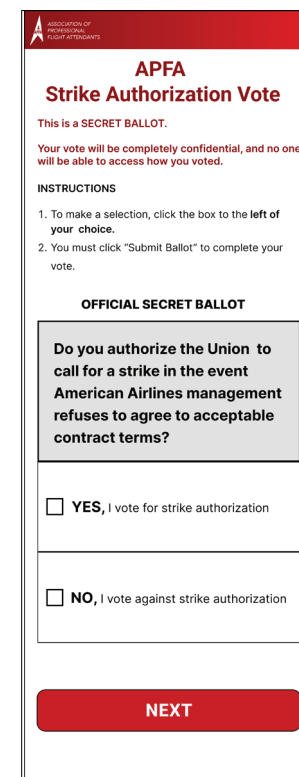 ASSOCIATION OF
PROFESSIONAL
FLIGHT ATTENDANTS
APFA
Strike Authorization Vote
This is a SECRET BALLOT.
Your vote will be completely confidential, and no one
will be able to access how you voted.
INSTRUCTIONS
1. To make a selection, click the box to the left of
your choice.
2. You must click “Submit Ballot” to complete your
vote.
OFFICIAL SECRET BALLOT
Do you authorize the Union to
call for a strike in the event
American Airlines management
refuses to agree to acceptable
contract terms?
YES, I vote for strike authorization
NO, I vote against strike authorization
NEXT